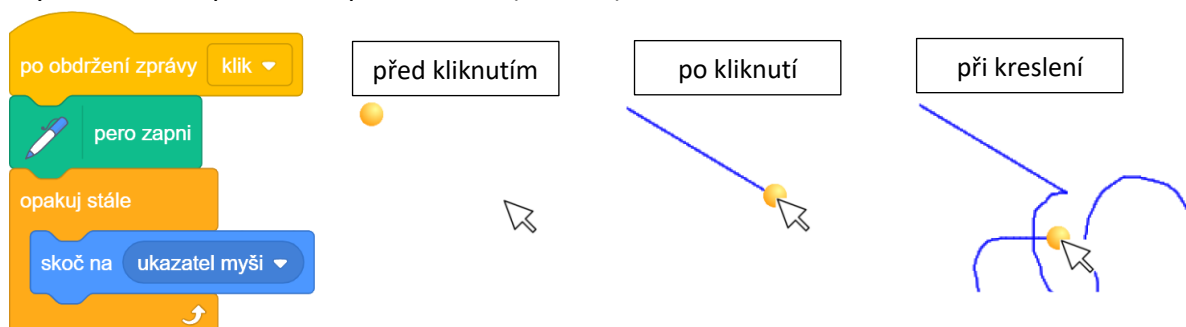 po obdržení zprávy klik
pero zapni
opakuj stále
skoč na ukazatel myši
před kliknutím
po kliknutí
při kreslení